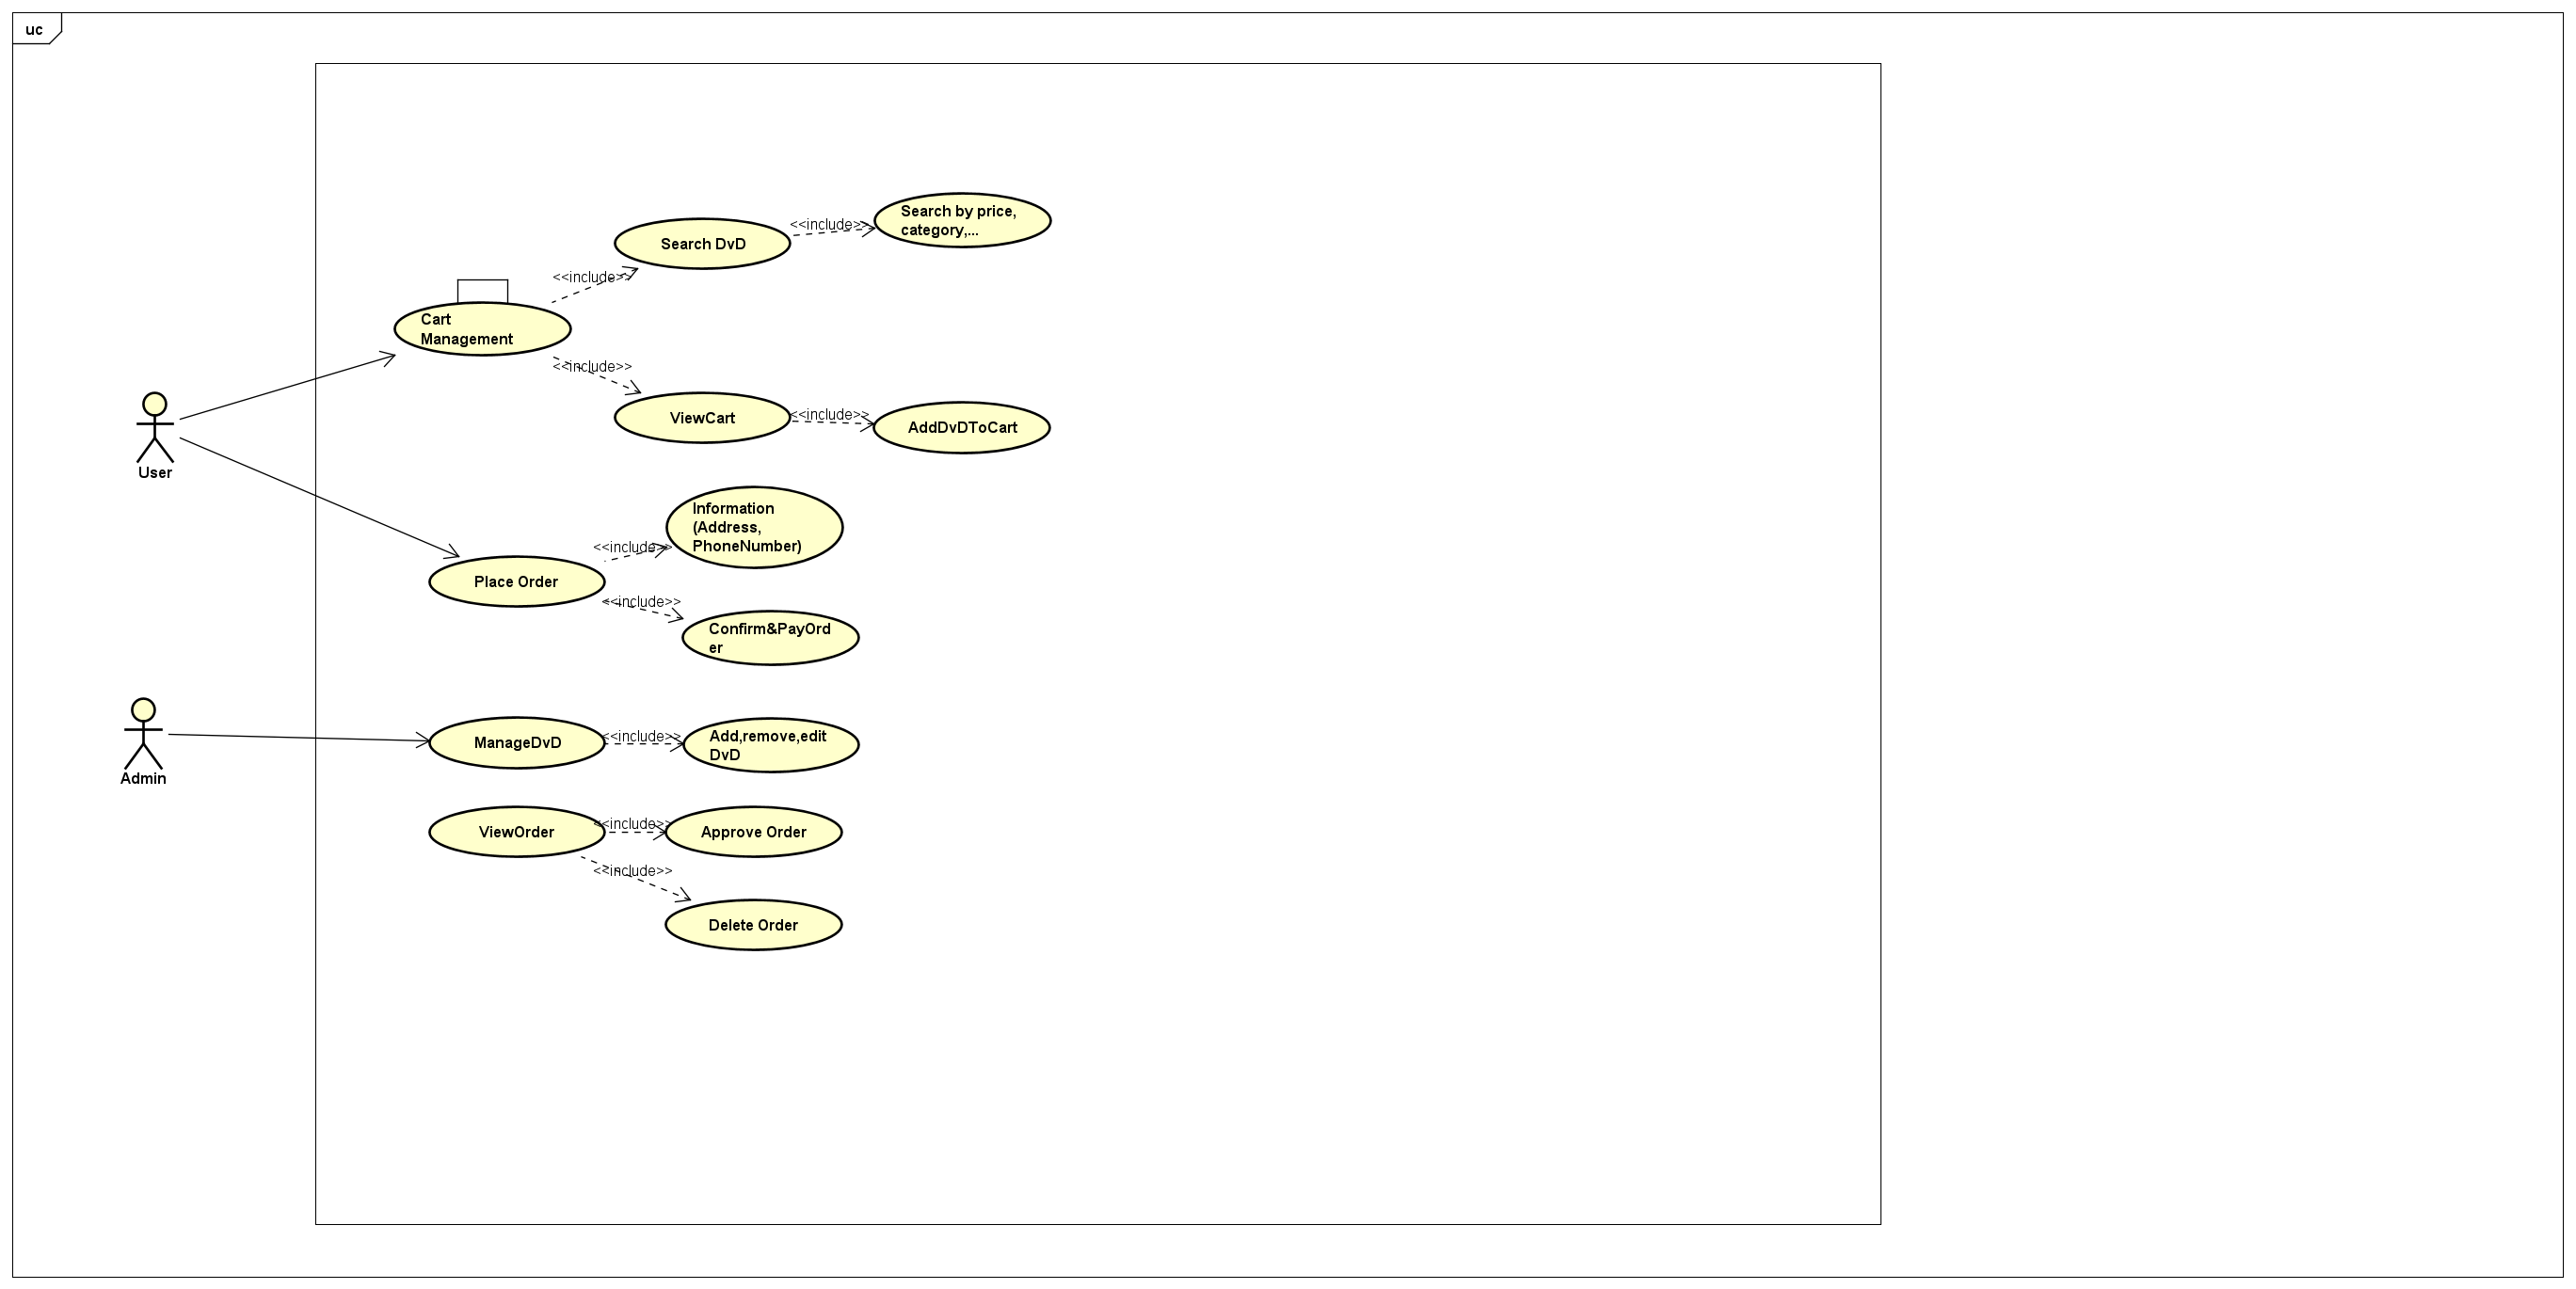 uc
Search by price,
category,...
<<include>>
Search DvD
<<include>>
Cart
Management
<<include>>
ViewCart
<<include>>
AddDvDToCart
User
Information
(Address,
PhoneNumber)
<<include>>
Place Order
<<include>>
Confirm&PayOrd
er
Admin
ManageDvD
<<include>>
Add,remove,edit
DvD
ViewOrder
<<include>>
Approve Order
<<include>>
Delete Order